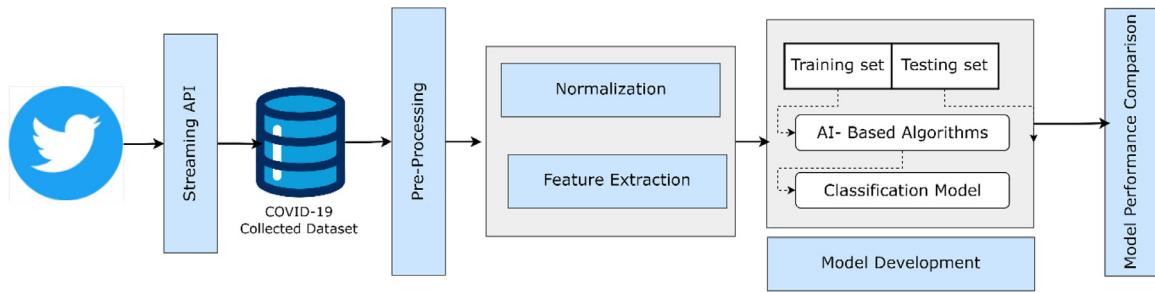 Streaming API
COVID-19
Collected Dataset
Pre-Processing
Normalization
Feature Extraction
Training set
Testing set
AI- Based Algorithms
Classification Model
Model Development
Model Performance Comparison